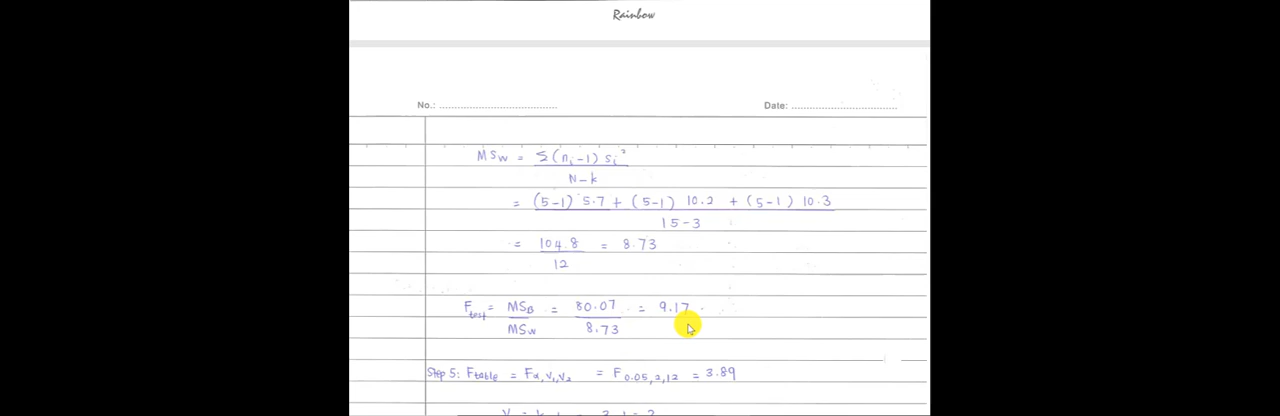 Rainbow
No.: ........................................ Date: ....................................
MSw = Σ(ni-1) si²
N-k
= (5-1) 5.7 + (5-1) 10.2 + (5-1) 10.3
15-3
= 104.8 = 8.73
12
Ftest = MSB = 80.07 = 9.17
MSw 8.73
Step 5: Ftable = Fα,V1,V2 = F0.05,2,12 = 3.89